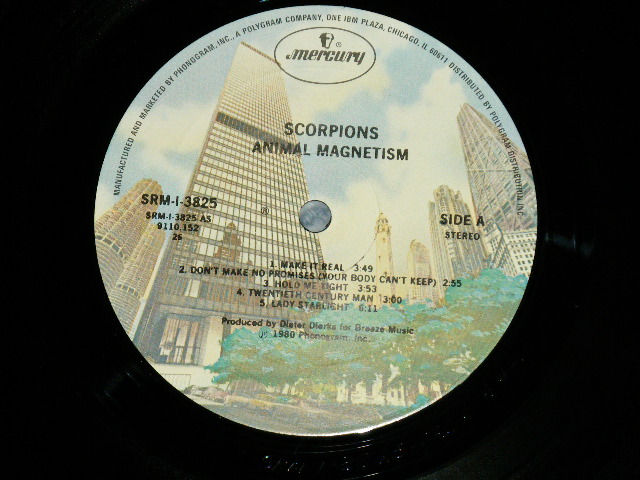 MANUFACTURED AND MARKETED BY PHONOGRAM, INC., A POLYGRAM COMPANY, ONE IBM PLAZA, CHICAGO, IL 60611 DISTRIBUTED BY POLYGRAM DISTRIBUTION, INC.
mercury®
SCORPIONS
ANIMAL MAGNETISM
SRM-1-3825
SRM-1-3825 AS
9110.152
26
SIDE A
STEREO
1. MAKE IT REAL 3:49
2. DON'T MAKE NO PROMISES (YOUR BODY CAN'T KEEP) 2:55
3. HOLD ME TIGHT 3:53
4. TWENTIETH CENTURY MAN 3:00
5. LADY STARLIGHT 6:11
Produced by Dieter Dierks for Breeze Music
℗ 1980 Phonogram, Inc.